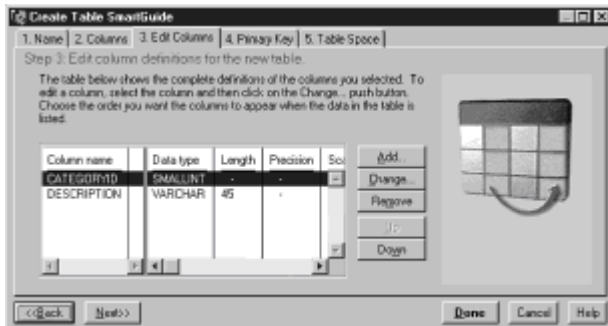 Create Table SmartGuide
1. Name 2. Columns 3. Edit Columns 4. Primary Key 5. Table Space
Step 3: Edit column definitions for the new table.
The table below shows the complete definitions of the columns you selected. To
edit a column, select the column and then click on the Change... push button.
Choose the order you want the columns to appear when the data in the table is
listed.
Column name Data type Length Precision Sca
CATEGORYID SMALLINT - -
DESCRIPTION VARCHAR 45 -
Add...
Change...
Remove
Up
Down
<<Back Next>> Done Cancel Help